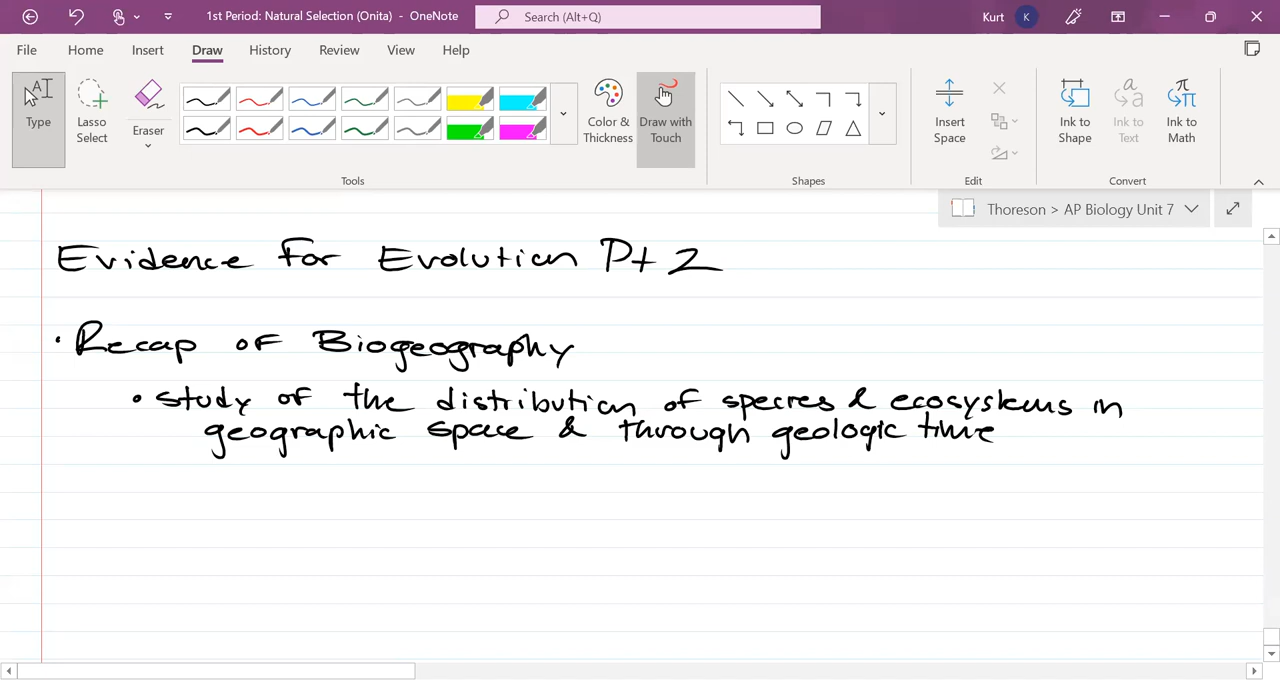 1st Period: Natural Selection (Onita) - OneNote
Search (Alt+Q)
Kurt K
File Home Insert Draw History Review View Help
Type
Lasso Select
Eraser
Color & Thickness
Draw with Touch
Insert Space
Ink to Shape
Ink to Text
Ink to Math
Tools
Shapes
Edit
Convert
Thoreson > AP Biology Unit 7
Evidence for Evolution Pt 2
• Recap of Biogeography
• study of the distribution of species & ecosystems in
geographic space & through geologic time